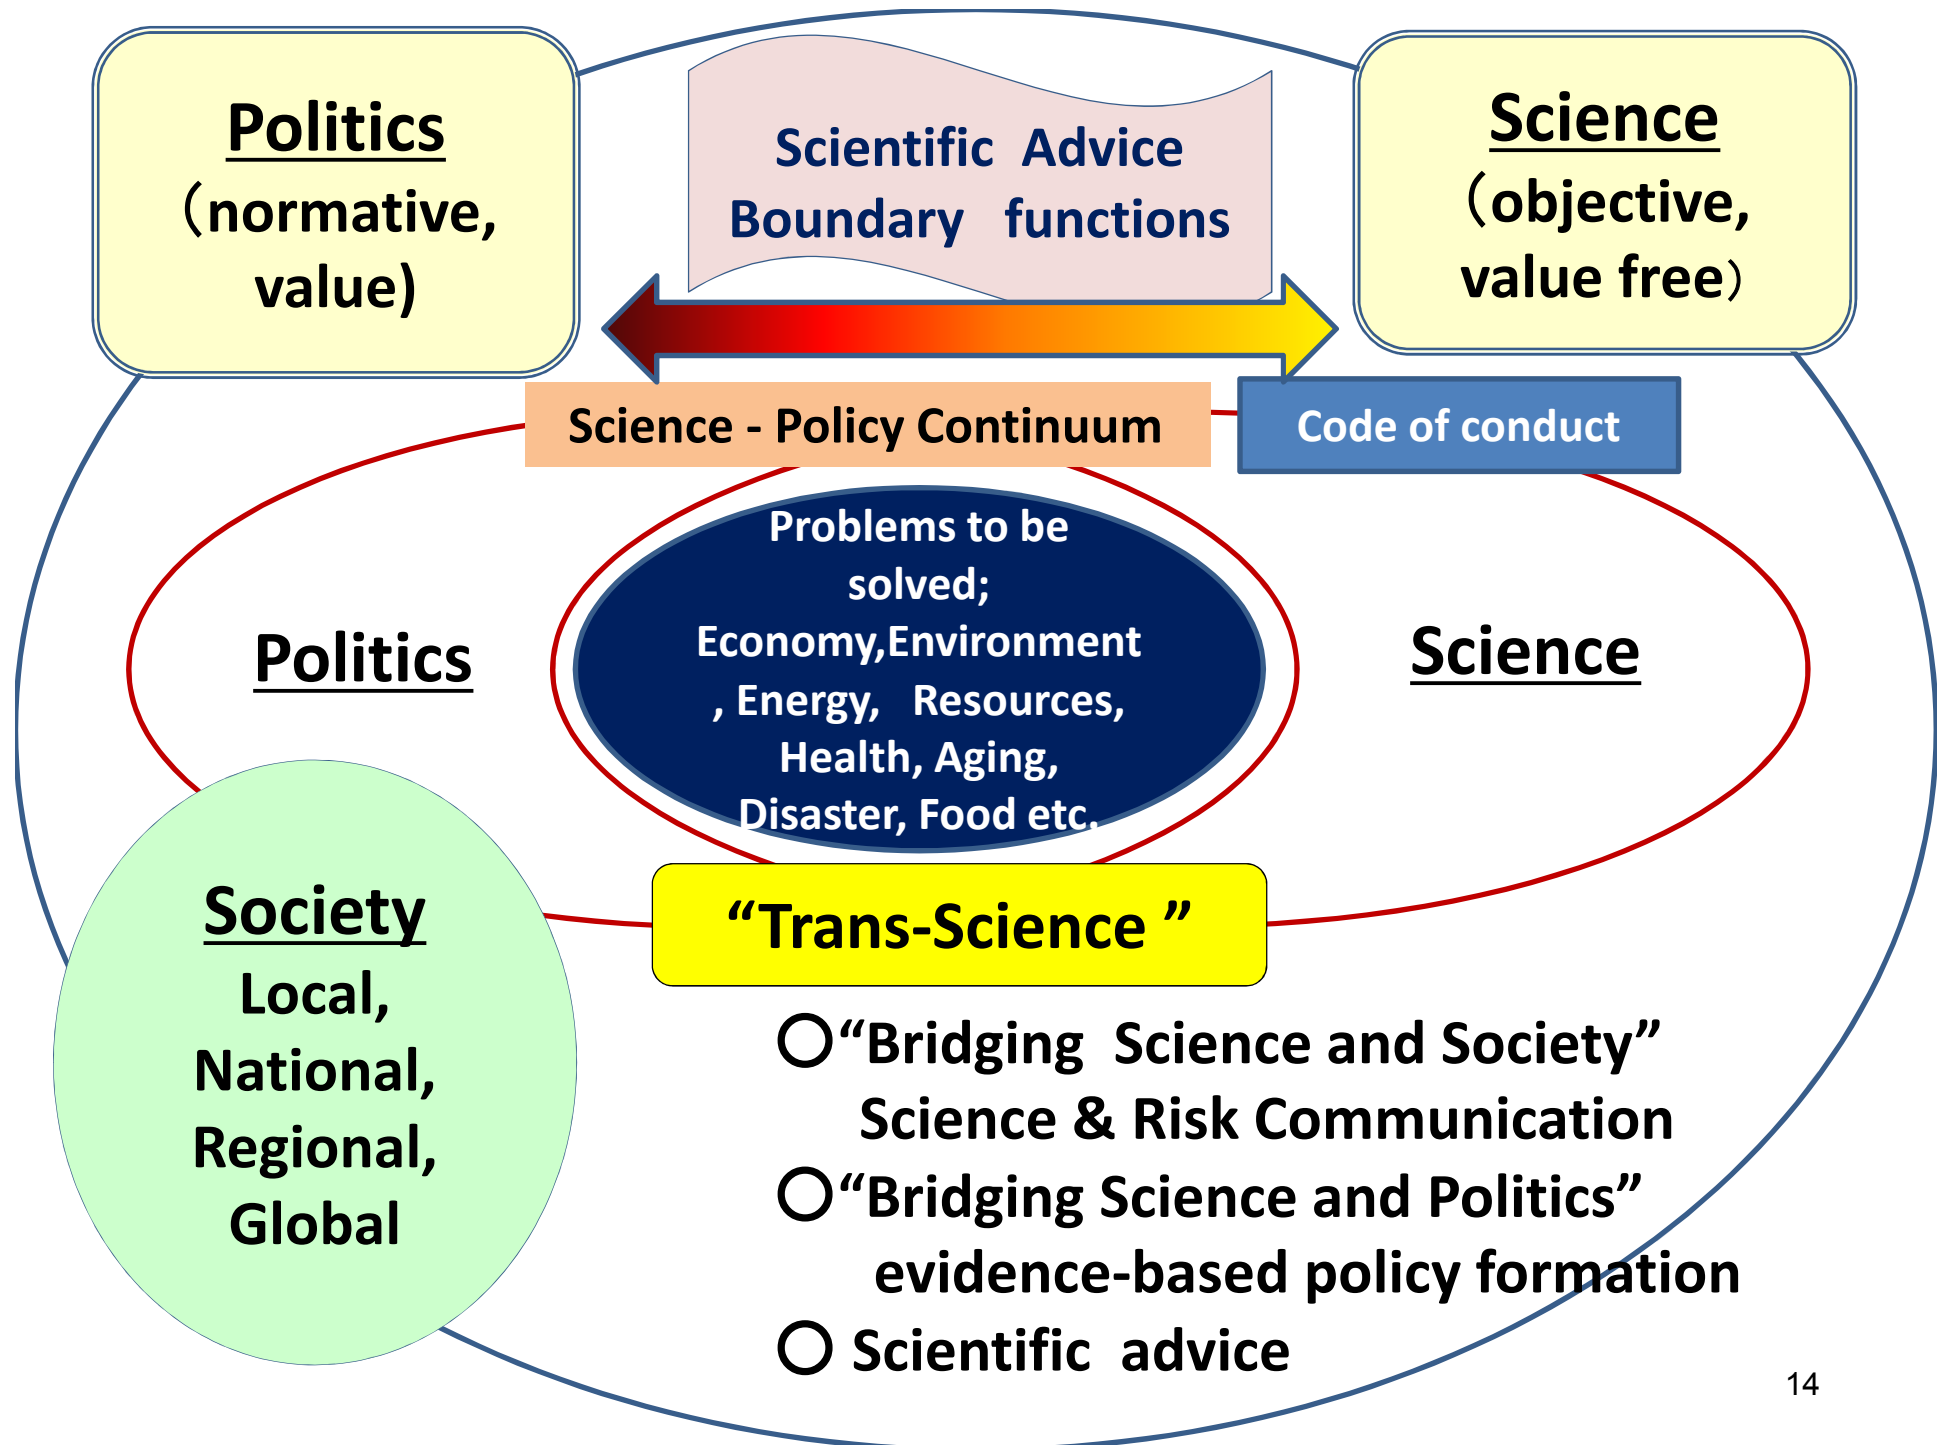 Politics
（normative,
value)
Scientific Advice
Boundary functions
Science
（objective,
value free）
Science - Policy Continuum
Code of conduct
Problems to be
solved;
Economy,Environment
, Energy, Resources,
Health, Aging,
Disaster, Food etc.
Politics
Science
Society
Local,
National,
Regional,
Global
“Trans-Science ”
○“Bridging Science and Society”
Science & Risk Communication
○“Bridging Science and Politics”
evidence-based policy formation
○ Scientific advice
14